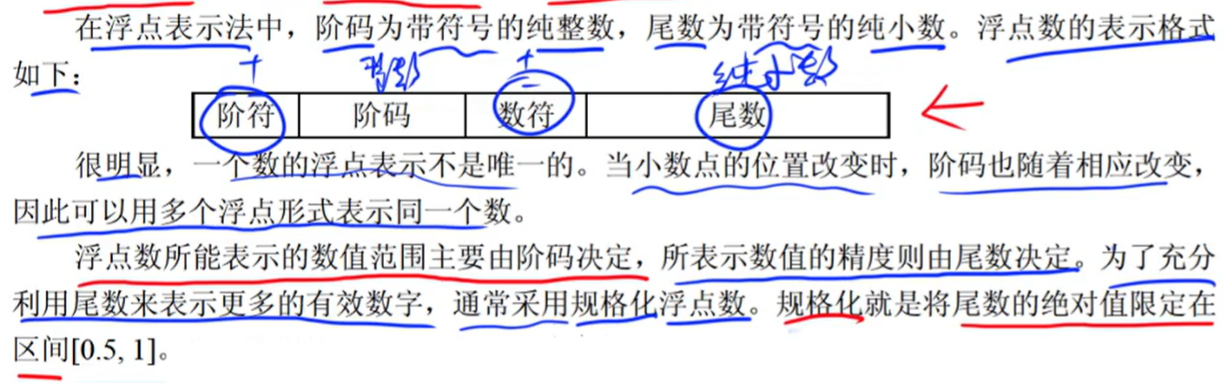 在浮点表示法中，阶码为带符号的纯整数，尾数为带符号的纯小数。浮点数的表示格式
如下：
+ 整数 ± 纯小数
阶符 阶码 数符 尾数
很明显，一个数的浮点表示不是唯一的。当小数点的位置改变时，阶码也随着相应改变，
因此可以用多个浮点形式表示同一个数。
浮点数所能表示的数值范围主要由阶码决定，所表示数值的精度则由尾数决定。为了充分
利用尾数来表示更多的有效数字，通常采用规格化浮点数。规格化就是将尾数的绝对值限定在
区间[0.5, 1]。